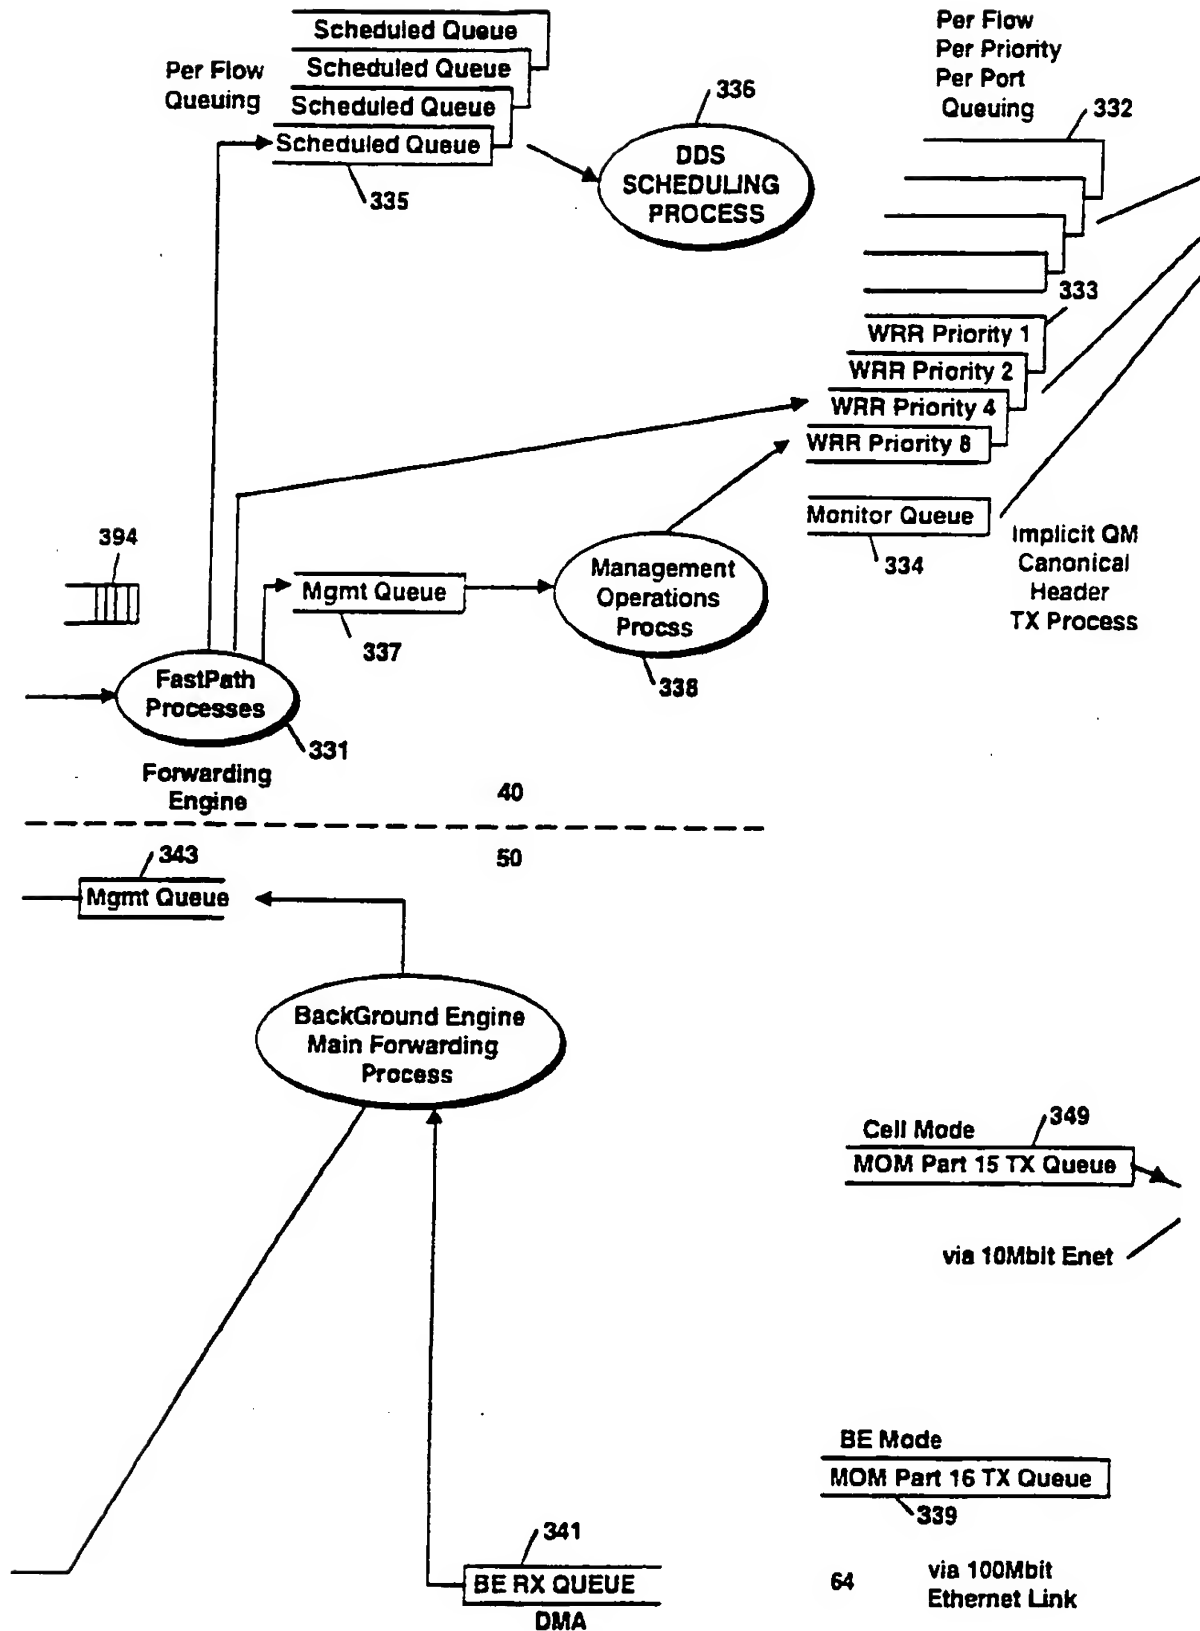 Scheduled Queue
Scheduled Queue
Scheduled Queue
Scheduled Queue
Per Flow
Queuing
335
336
DDS
SCHEDULING
PROCESS
Per Flow
Per Priority
Per Port
Queuing
332
333
WRR Priority 1
WRR Priority 2
WRR Priority 4
WRR Priority 8
Monitor Queue
334
Implicit QM
Canonical
Header
TX Process
394
Mgmt Queue
337
Management
Operations
Procss
338
FastPath
Processes
331
Forwarding
Engine
40
50
343
Mgmt Queue
BackGround Engine
Main Forwarding
Process
Cell Mode
349
MOM Part 15 TX Queue
via 10Mbit Enet
BE Mode
MOM Part 16 TX Queue
339
341
BE RX QUEUE
DMA
64
via 100Mbit
Ethernet Link